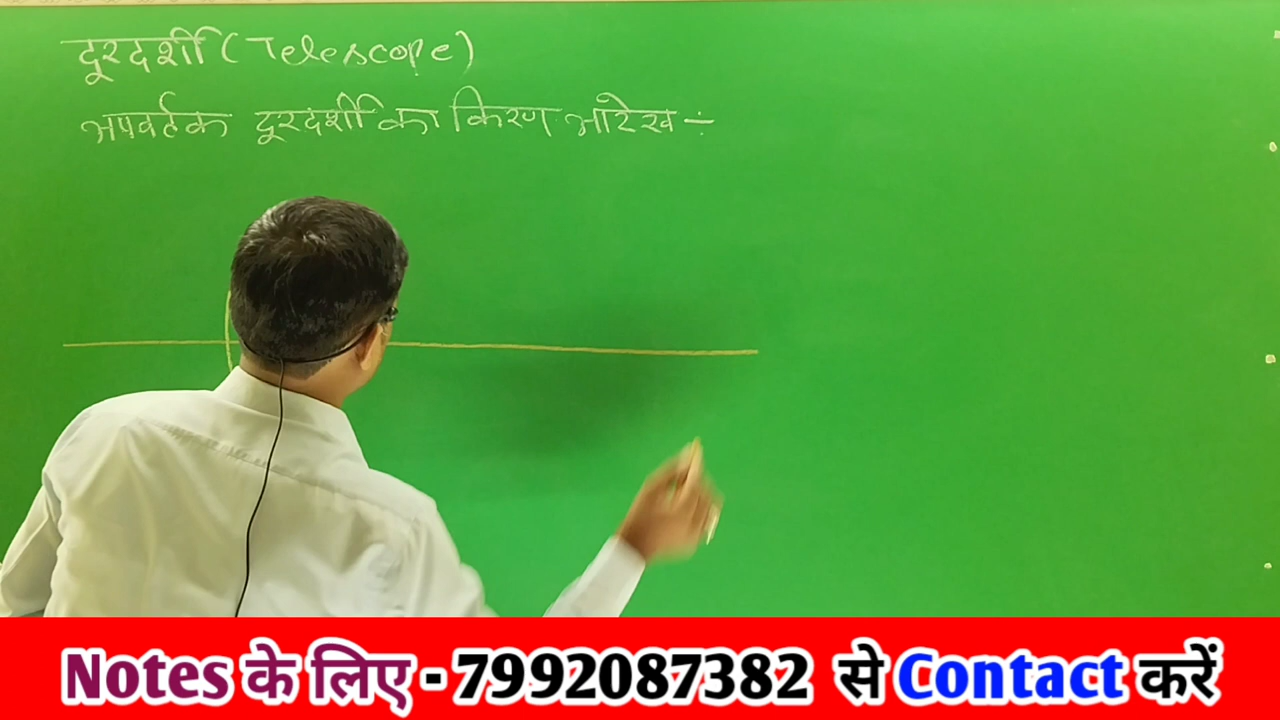 दूरदर्शी (Telescope)
अपवर्तक दूरदर्शी का किरण आरेख :-
Notes के लिए - 7992087382 से Contact करें